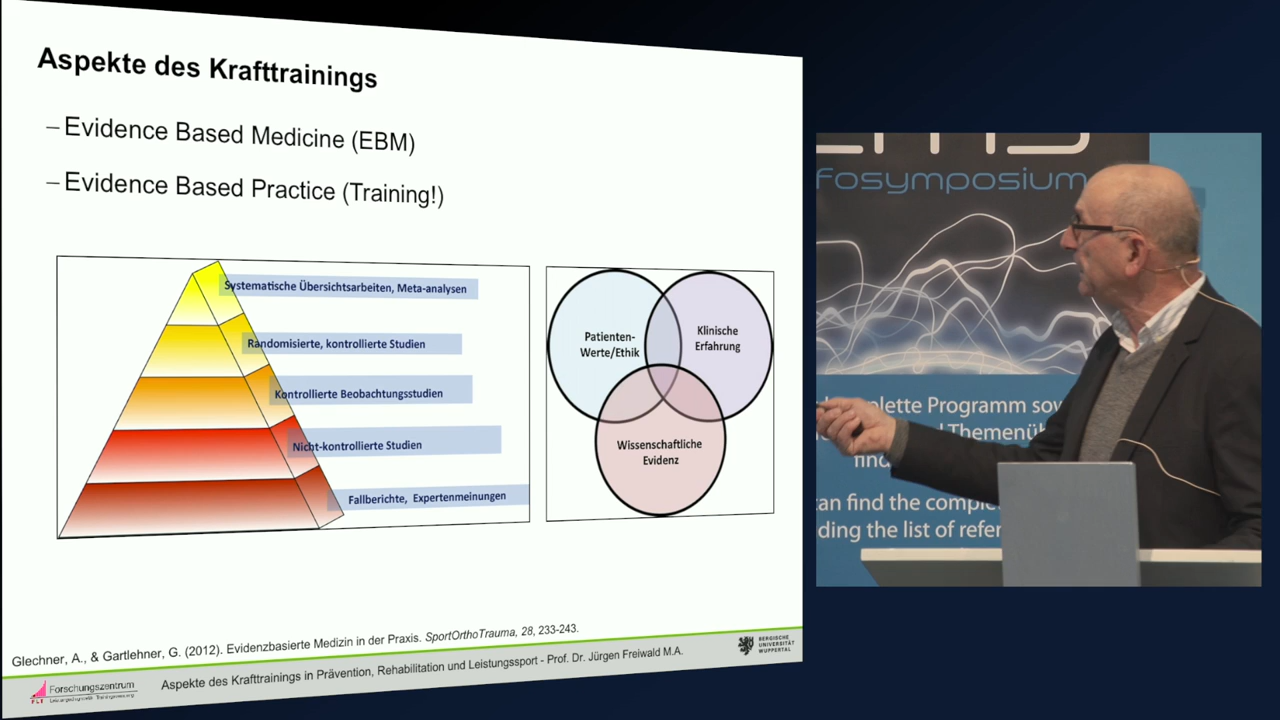 Aspekte des Krafttrainings
– Evidence Based Medicine (EBM)
– Evidence Based Practice (Training!)
Systematische Übersichtsarbeiten, Meta-analysen
Randomisierte, kontrollierte Studien
Kontrollierte Beobachtungsstudien
Nicht-kontrollierte Studien
Fallberichte, Expertenmeinungen
Patienten-
Werte/Ethik
Klinische
Erfahrung
Wissenschaftliche
Evidenz
Glechner, A., & Gartlehner, G. (2012). Evidenzbasierte Medizin in der Praxis. SportOrthoTrauma, 28, 233-243.
Forschungszentrum
FLT
Aspekte des Krafttrainings in Prävention, Rehabilitation und Leistungssport - Prof. Dr. Jürgen Freiwald M.A.
BERGISCHE
UNIVERSITÄT
WUPPERTAL
fosymposium
plette Programm sow
Themenü
find
can find the comple
ding the list of refer